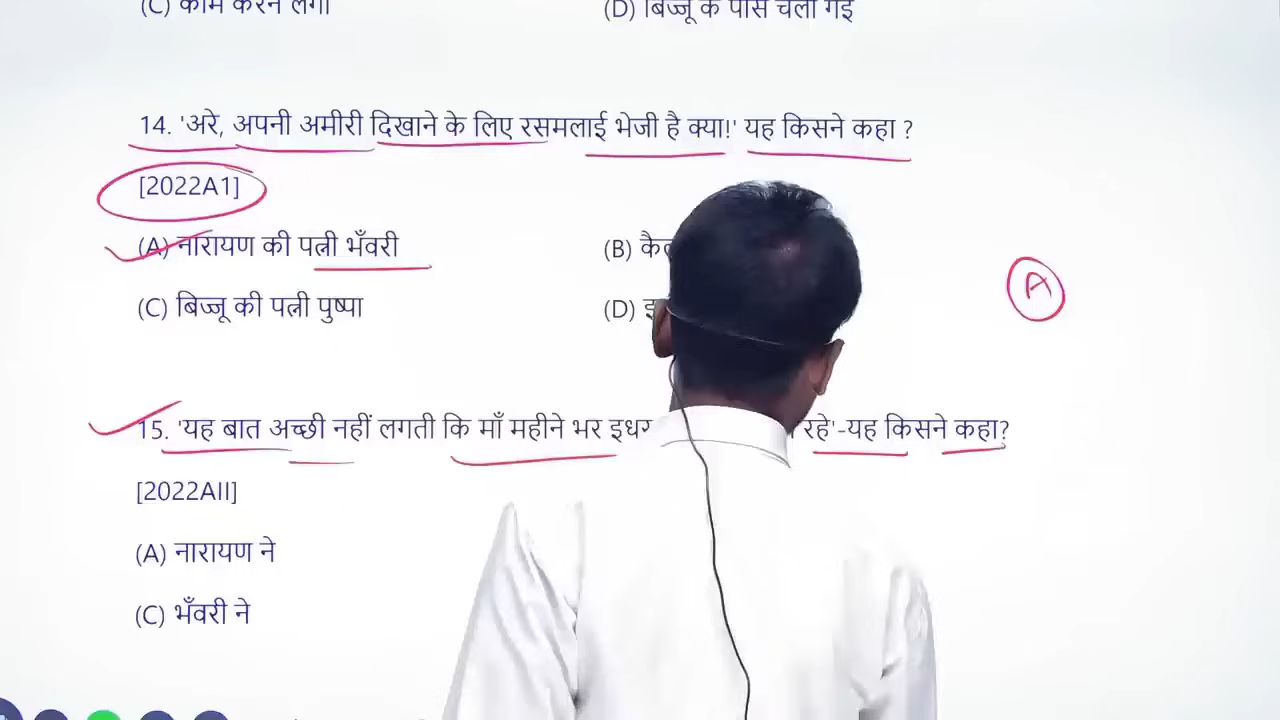 (C) काम करने लगी (D) बिज्जू के पास चली गई
14. 'अरे, अपनी अमीरी दिखाने के लिए रसमलाई भेजी है क्या!' यह किसने कहा ?
[2022A1]
(A) नारायण की पत्नी भँवरी (B)
A
(C) बिज्जू की पत्नी पुष्पा (D)
15. 'यह बात अच्छी नहीं लगती कि माँ महीने भर रहे'-यह किसने कहा?
[2022AII]
(A) नारायण ने
(C) भँवरी ने